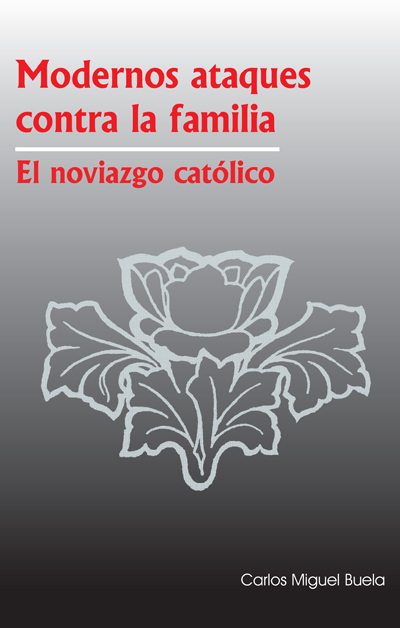 Modernos ataques
contra la familia
El noviazgo católico
Carlos Miguel Buela